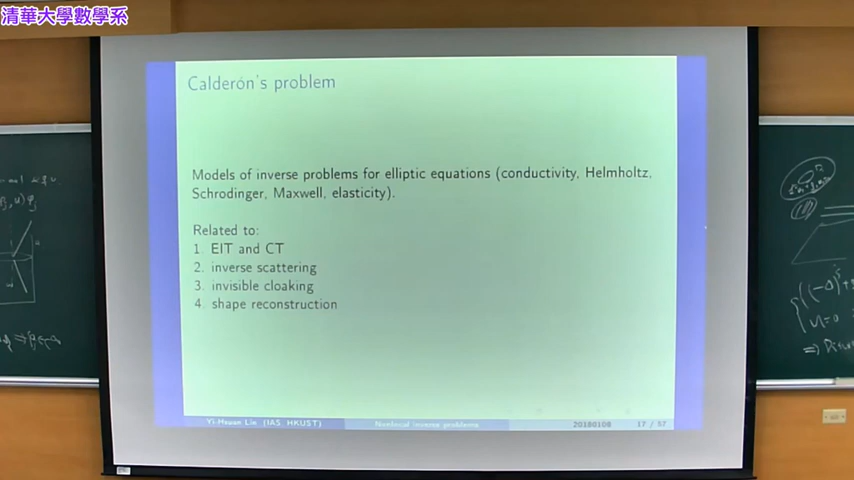 清華大學數學系
Calderón's problem
Models of inverse problems for elliptic equations (conductivity, Helmholtz,
Schrodinger, Maxwell, elasticity).
Related to:
1. EIT and CT
2. inverse scattering
3. invisible cloaking
4. shape reconstruction
Yi-Hsuan Lin (IAS, HKUST)
Nonlocal inverse problems
20180108
17 / 57